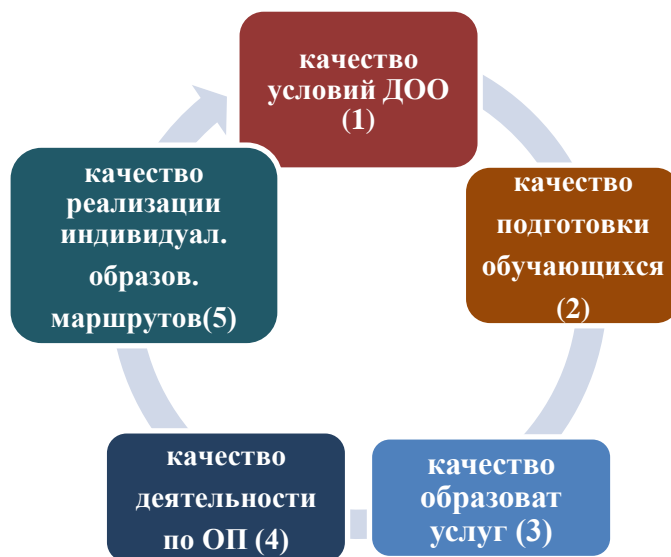 качество
условий ДОО
(1)
качество
подготовки
обучающихся
(2)
качество
образоват
услуг (3)
качество
деятельности
по ОП (4)
качество
реализации
индивидуал.
образов.
маршрутов(5)